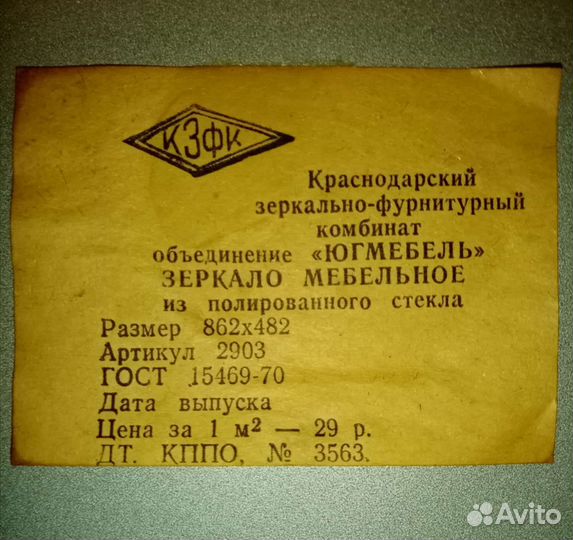 КЗФК
Краснодарский
зеркально-фурнитурный
комбинат
объединение «ЮГМЕБЕЛЬ»
ЗЕРКАЛО МЕБЕЛЬНОЕ
из полированного стекла
Размер 862х482
Артикул 2903
ГОСТ 15469-70
Дата выпуска
Цена за 1 м² — 29 р.
ДТ. КППО, № 3563.
Avito